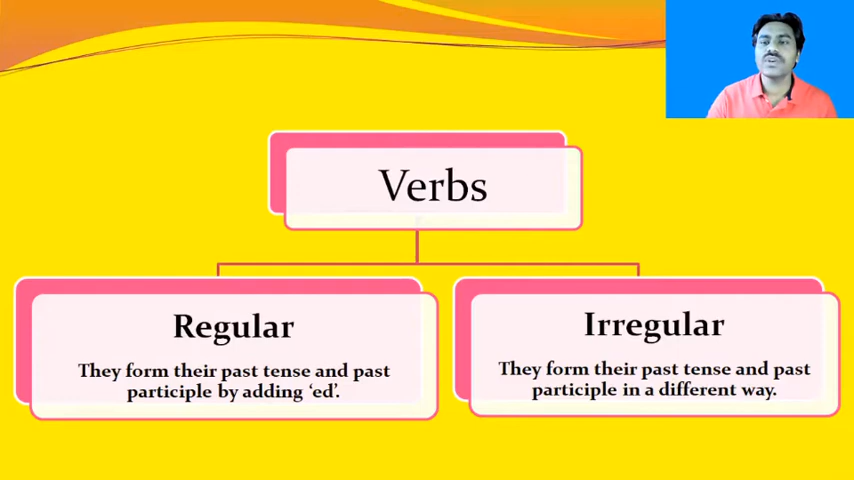 Verbs
Regular
They form their past tense and past
participle by adding ‘ed’.
Irregular
They form their past tense and past
participle in a different way.